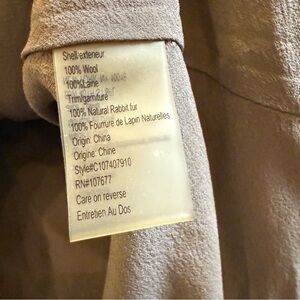 Shell/exteneur
100% Wool
100%Laine
Trim/garniture
100% Natural Rabbit fur
100% Fourrure de Lapin Naturelles
Origin: China
Origine: Chine
Style#C107407910
RN#107677
Care on reverse
Entretien Au Dos